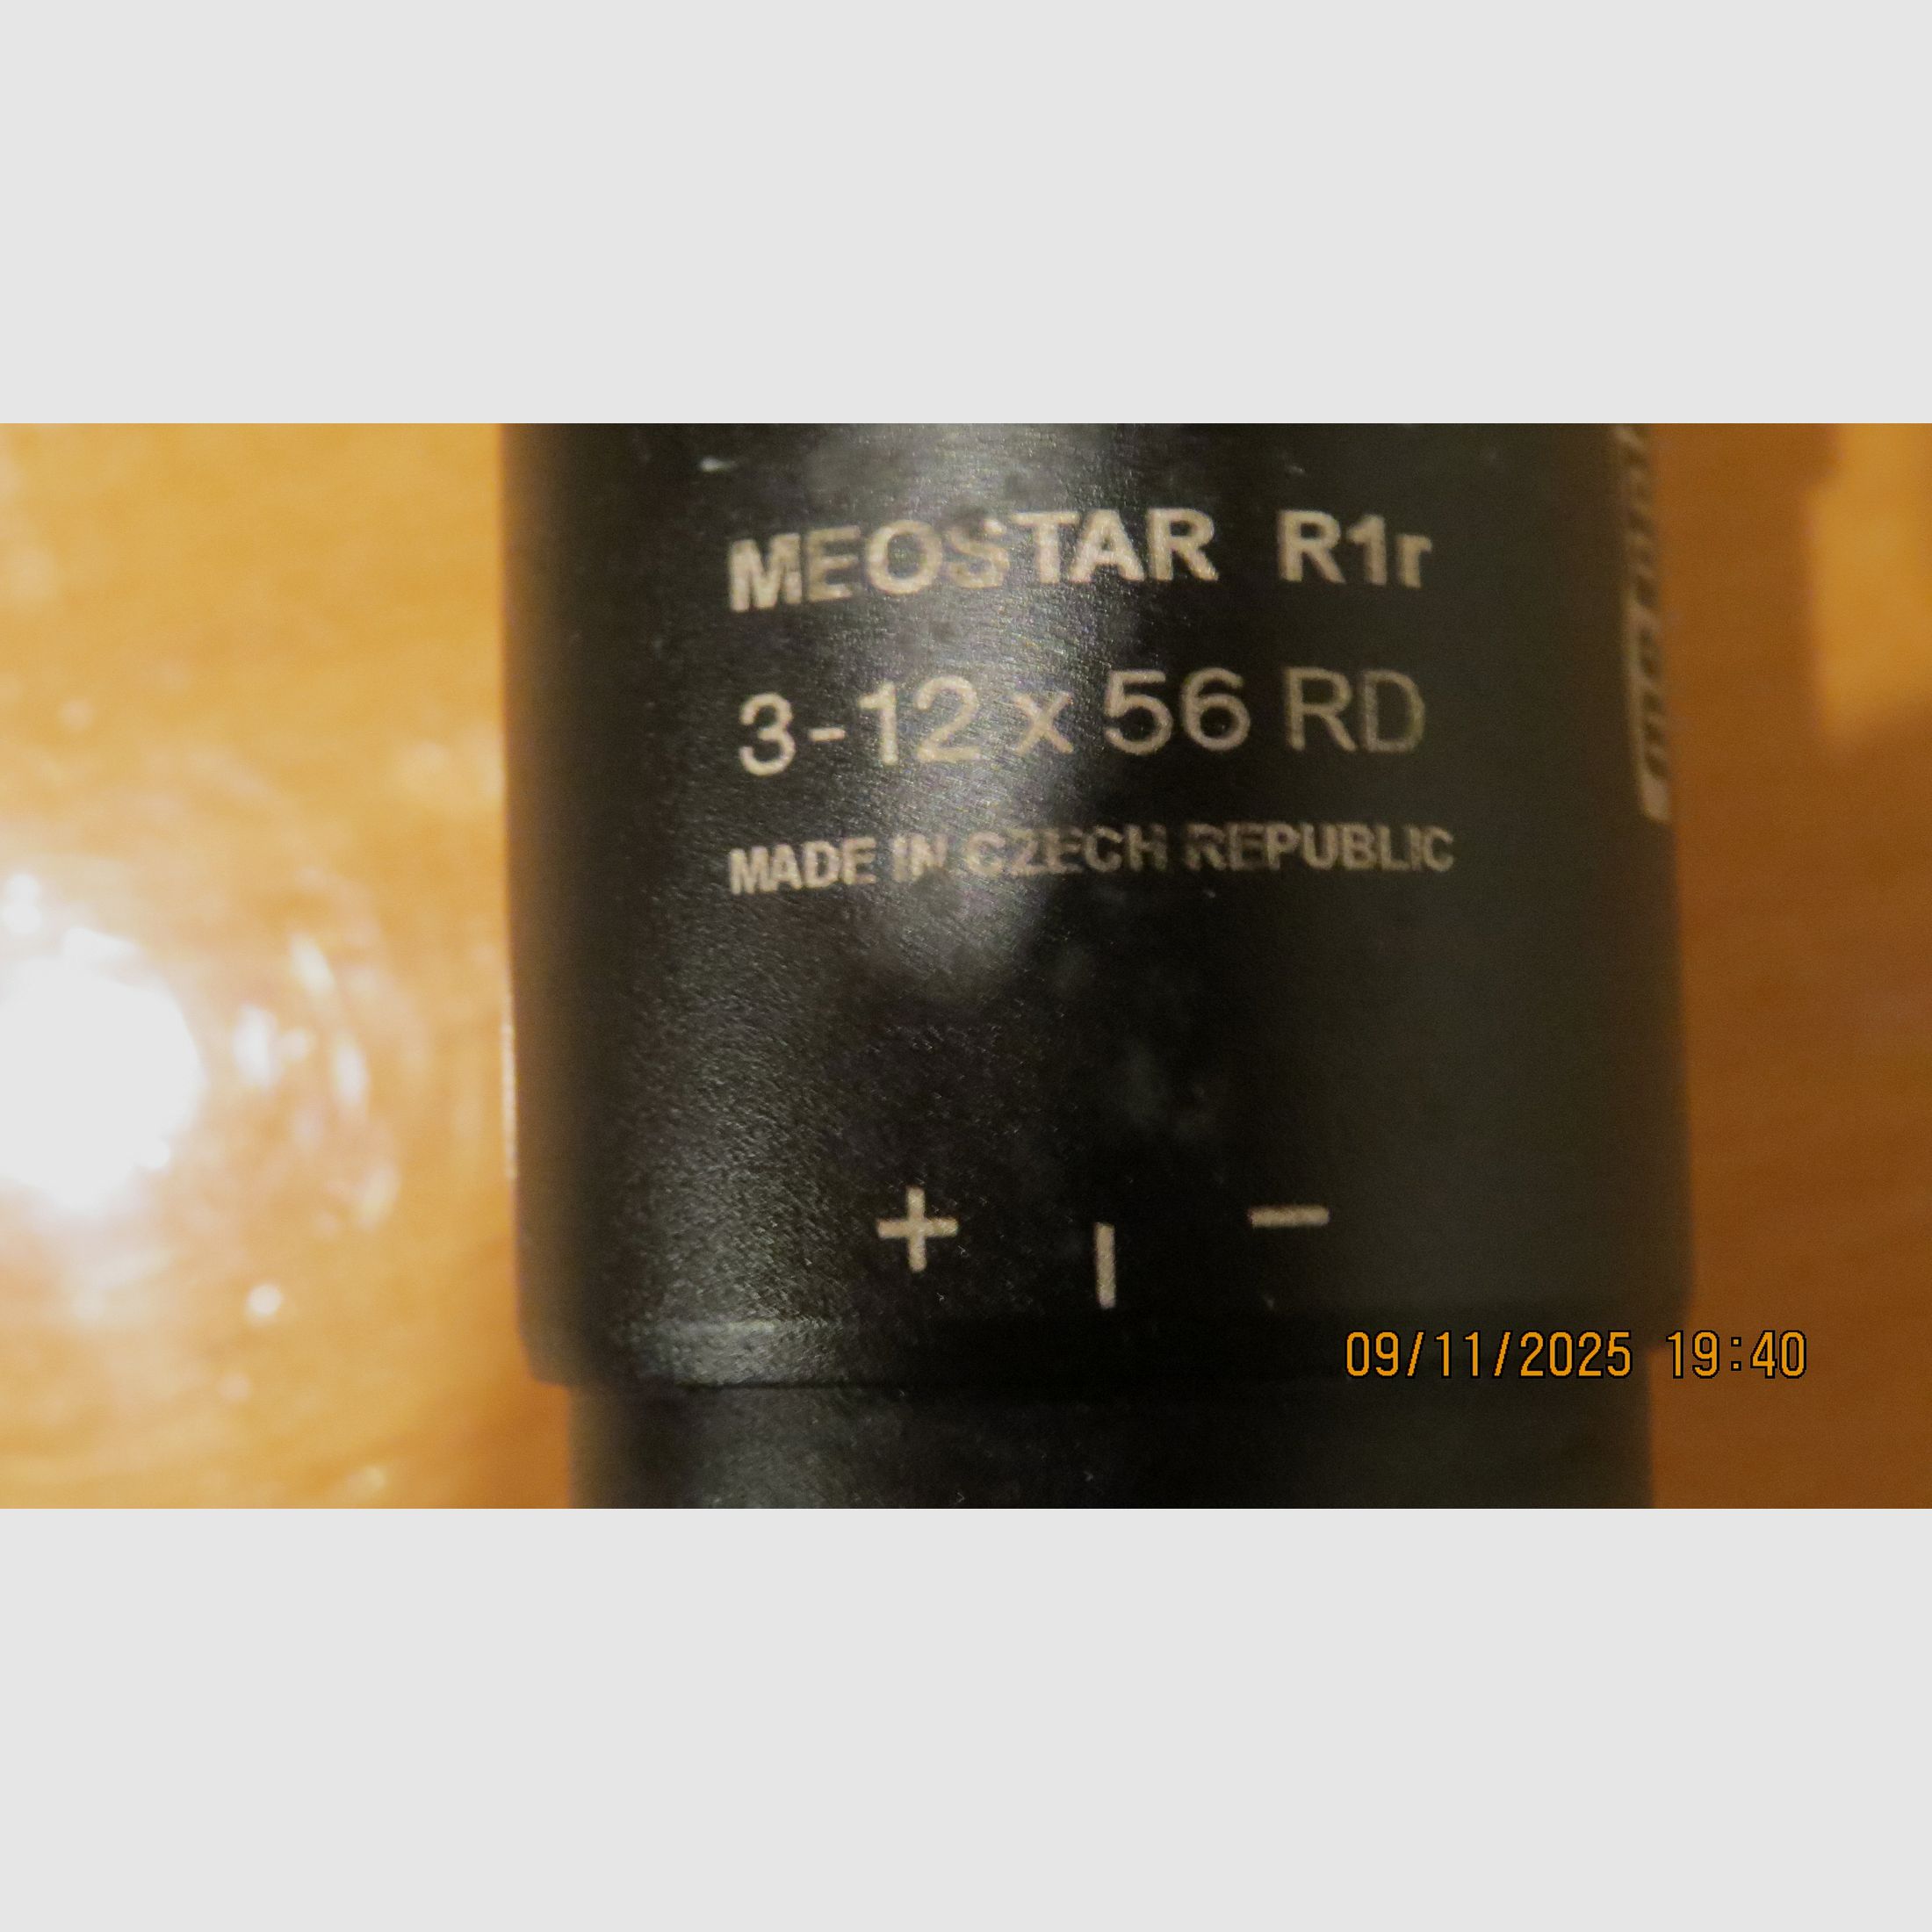 MEOSTAR R1r
3-12 x 56 RD
MADE IN CZECH REPUBLIC
+ | −
09/11/2025 19:40